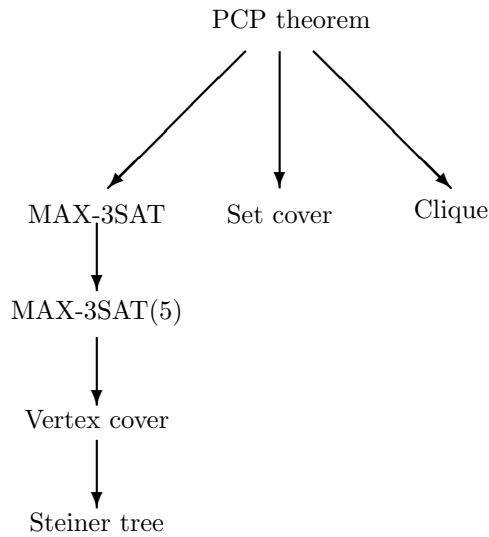 PCP theorem
MAX-3SAT
Set cover
Clique
MAX-3SAT(5)
Vertex cover
Steiner tree